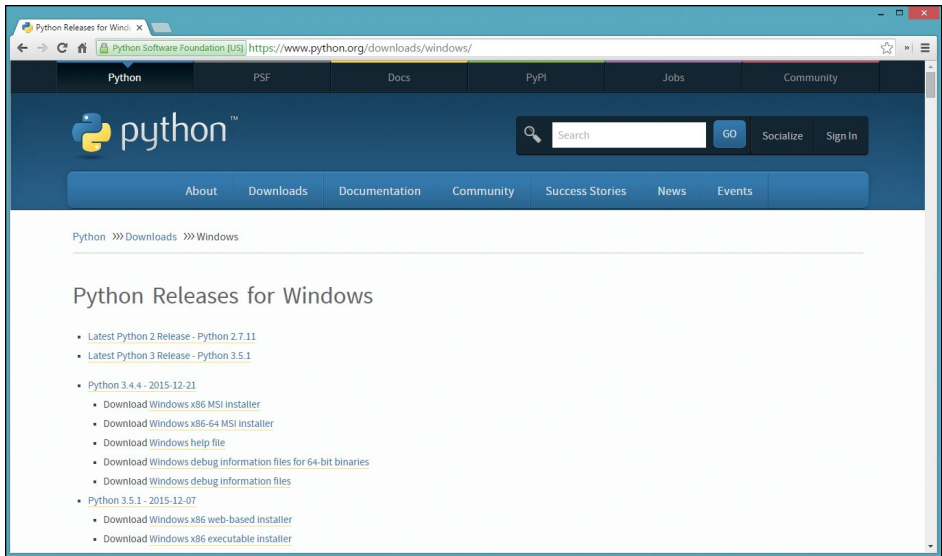 Python Releases for Wind
Python Software Foundation [US] https://www.python.org/downloads/windows/
Python PSF Docs PyPI Jobs Community
python™
Search GO Socialize Sign In
About Downloads Documentation Community Success Stories News Events
Python >>> Downloads >>> Windows
Python Releases for Windows
Latest Python 2 Release - Python 2.7.11
Latest Python 3 Release - Python 3.5.1
Python 3.4.4 - 2015-12-21
Download Windows x86 MSI installer
Download Windows x86-64 MSI installer
Download Windows help file
Download Windows debug information files for 64-bit binaries
Download Windows debug information files
Python 3.5.1 - 2015-12-07
Download Windows x86 web-based installer
Download Windows x86 executable installer